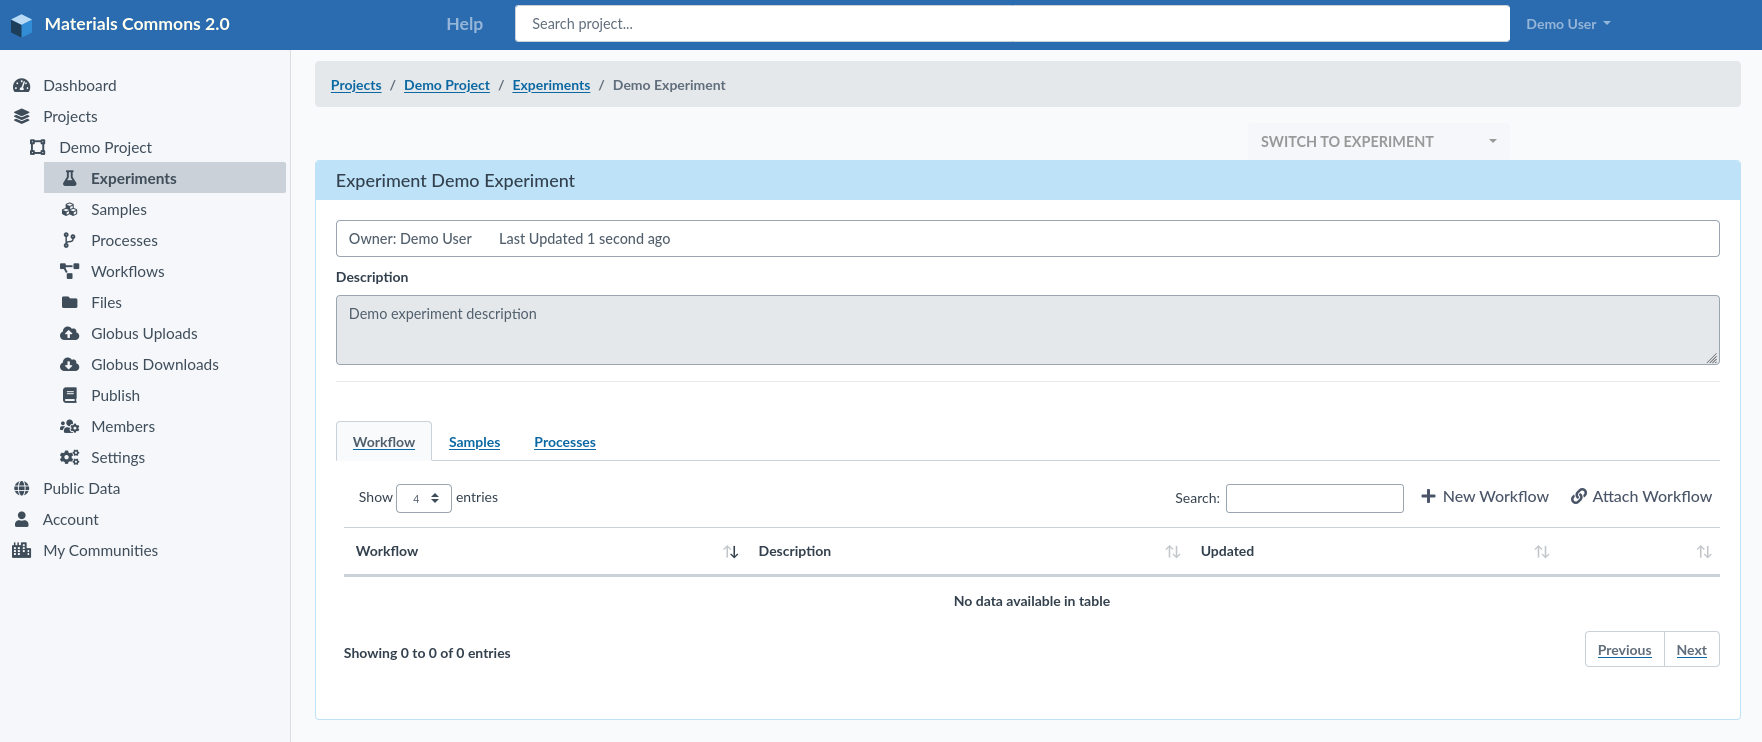 Materials Commons 2.0
Help
Search project...
Demo User
Dashboard
Projects
Demo Project
Experiments
Samples
Processes
Workflows
Files
Globus Uploads
Globus Downloads
Publish
Members
Settings
Public Data
Account
My Communities
Projects / Demo Project / Experiments / Demo Experiment
SWITCH TO EXPERIMENT
Experiment Demo Experiment
Owner: Demo User Last Updated 1 second ago
Description
Demo experiment description
Workflow Samples Processes
Show 4 entries Search: New Workflow Attach Workflow
Workflow Description Updated
No data available in table
Showing 0 to 0 of 0 entries
Previous Next